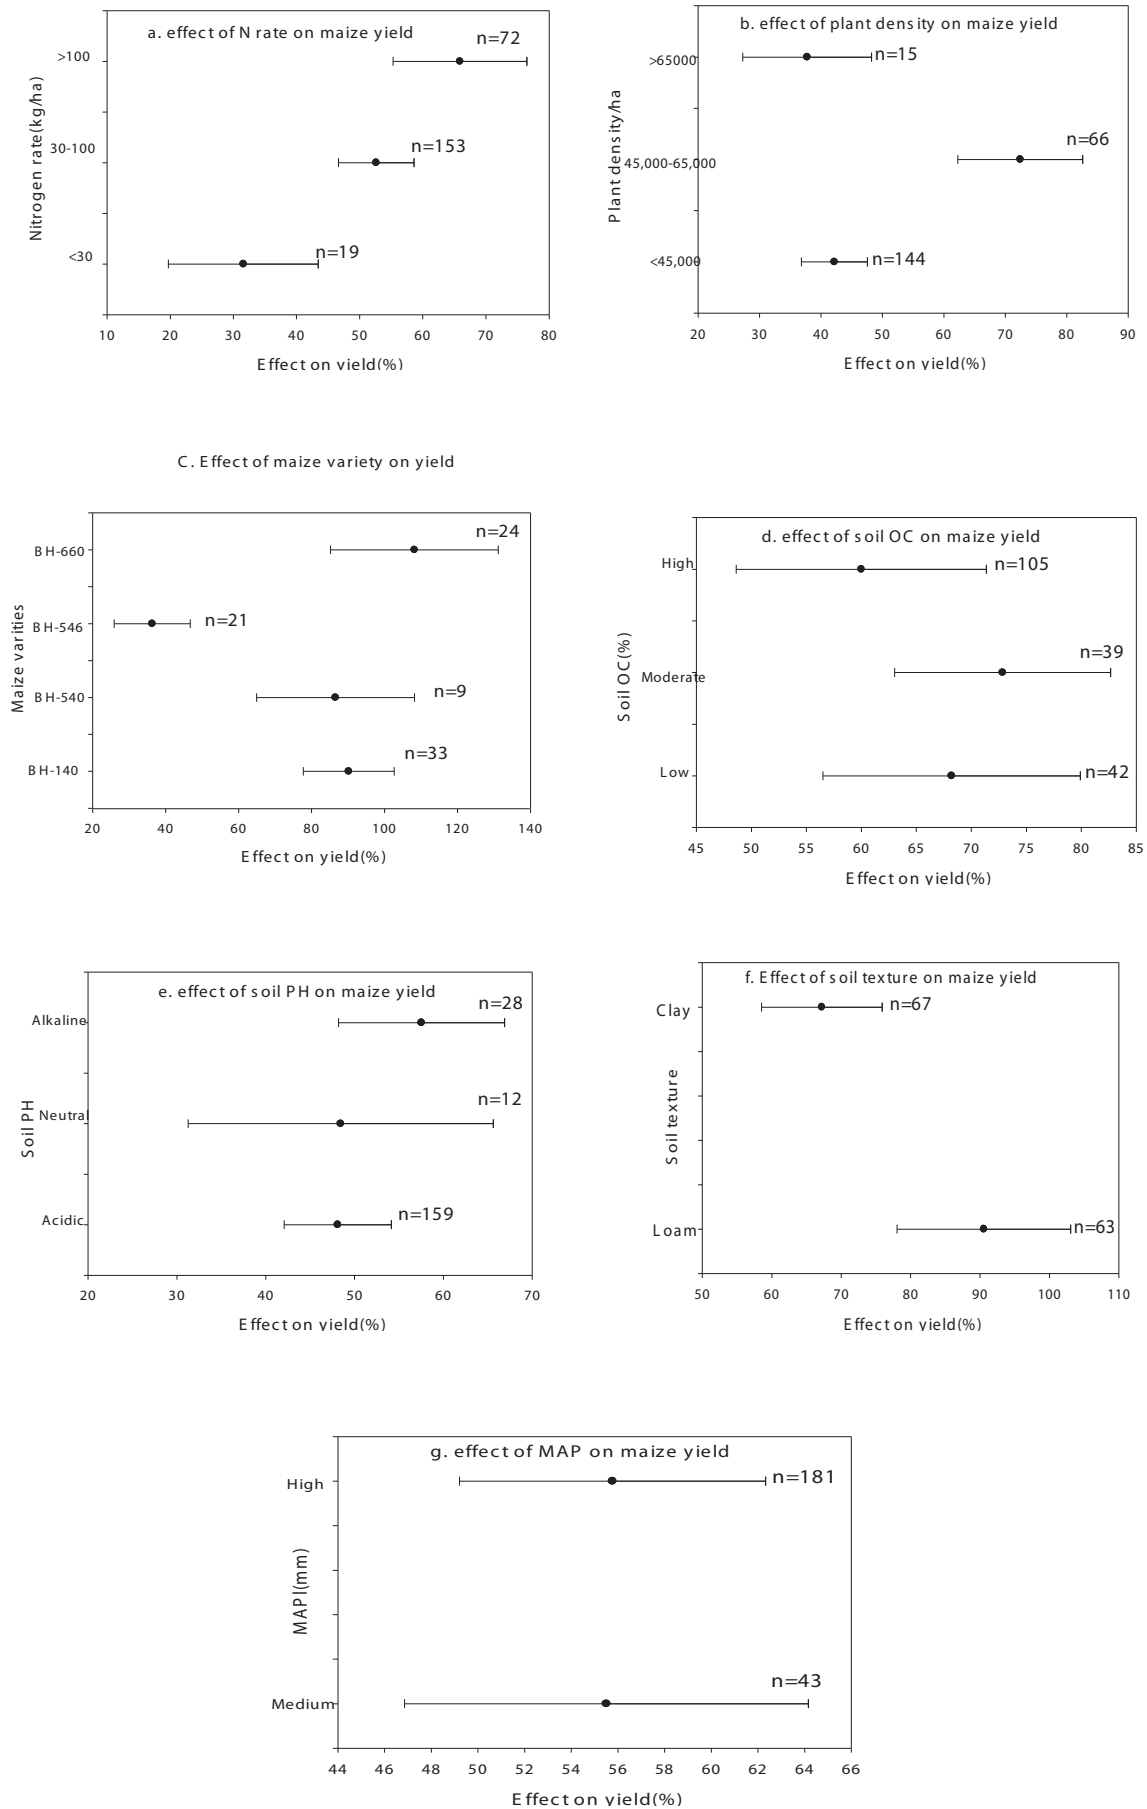 a. effect of N rate on maize yield
n=72
>100
30-100
n=153
<30
n=19
Nitrogen rate(kg/ha)
10 20 30 40 50 60 70 80
Effect on yield(%)
b. effect of plant density on maize yield
>65000
n=15
n=66
45,000-65,000
<45,000
n=144
Plant density/ha
20 30 40 50 60 70 80 90
Effect on yield(%)
C. Effect of maize variety on yield
n=24
BH-660
BH-546
n=21
BH-540
n=9
n=33
BH-140
Maize varities
20 40 60 80 100 120 140
Effect on yield(%)
d. effect of soil OC on maize yield
High
n=105
n=39
Moderate
Low
n=42
Soil OC(%)
45 50 55 60 65 70 75 80 85
Effect on yield(%)
e. effect of soil PH on maize yield
n=28
Alkaline
n=12
Neutral
n=159
Acidic
Soil PH
20 30 40 50 60 70
Effect on yield(%)
f. Effect of soil texture on maize yield
Clay
n=67
Loam
n=63
Soil texture
50 60 70 80 90 100 110
Effect on yield(%)
g. effect of MAP on maize yield
High
n=181
n=43
Medium
MAPI(mm)
44 46 48 50 52 54 56 58 60 62 64 66
Effect on yield(%)